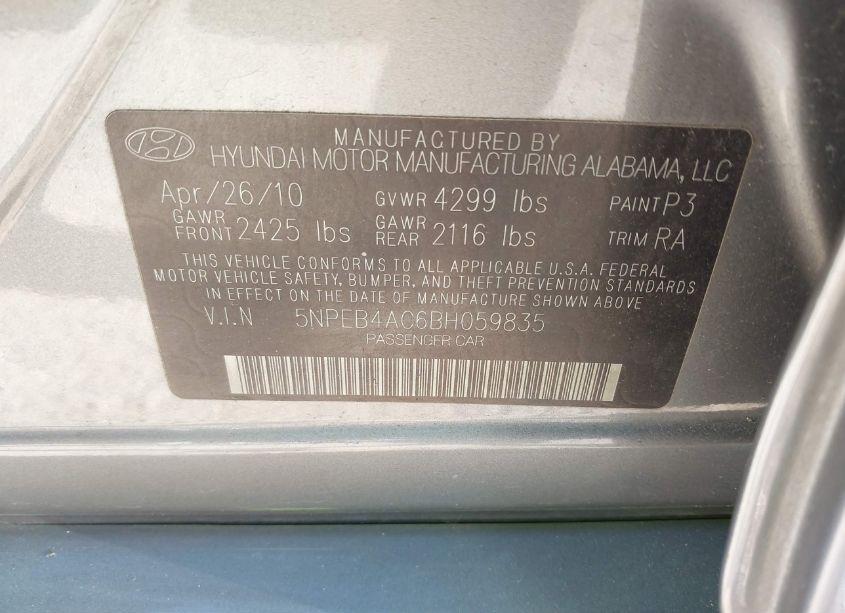 MANUFACTURED BY
HYUNDAI MOTOR MANUFACTURING ALABAMA, LLC
Apr/26/10 GVWR 4299 lbs PAINT P3
GAWR FRONT 2425 lbs GAWR REAR 2116 lbs TRIM RA
THIS VEHICLE CONFORMS TO ALL APPLICABLE U.S.A. FEDERAL
MOTOR VEHICLE SAFETY, BUMPER, AND THEFT PREVENTION STANDARDS
IN EFFECT ON THE DATE OF MANUFACTURE SHOWN ABOVE
V.I.N 5NPEB4AC6BH059835
PASSENGER CAR